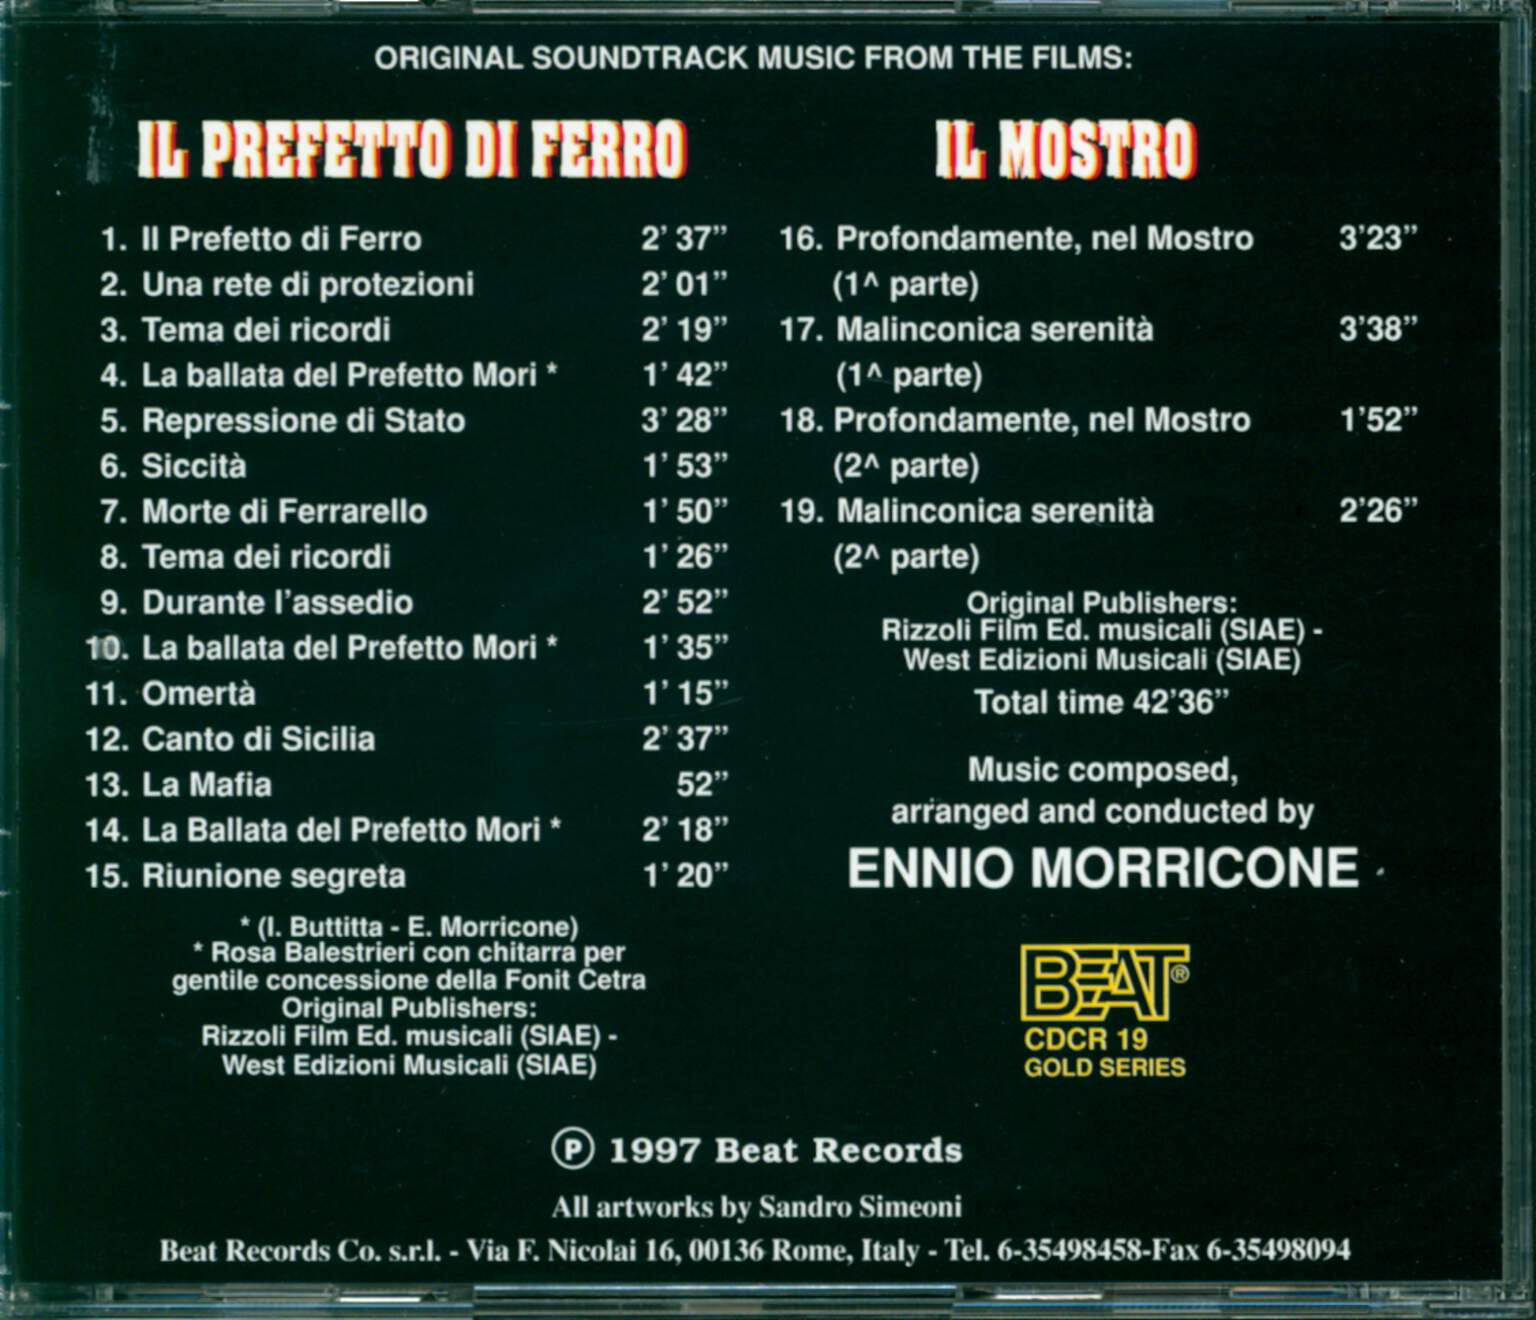 ORIGINAL SOUNDTRACK MUSIC FROM THE FILMS:
IL PREFETTO DI FERRO
1. Il Prefetto di Ferro 2' 37”
2. Una rete di protezioni 2' 01”
3. Tema dei ricordi 2' 19”
4. La ballata del Prefetto Mori * 1' 42”
5. Repressione di Stato 3' 28”
6. Siccità 1' 53”
7. Morte di Ferrarello 1' 50”
8. Tema dei ricordi 1' 26”
9. Durante l'assedio 2' 52”
10. La ballata del Prefetto Mori * 1' 35”
11. Omertà 1' 15”
12. Canto di Sicilia 2' 37”
13. La Mafia 52”
14. La Ballata del Prefetto Mori * 2' 18”
15. Riunione segreta 1' 20”
* (I. Buttitta - E. Morricone)
* Rosa Balestrieri con chitarra per
gentile concessione della Fonit Cetra
Original Publishers:
Rizzoli Film Ed. musicali (SIAE) -
West Edizioni Musicali (SIAE)
IL MOSTRO
16. Profondamente, nel Mostro 3'23”
(1^ parte)
17. Malinconica serenità 3'38”
(1^ parte)
18. Profondamente, nel Mostro 1'52”
(2^ parte)
19. Malinconica serenità 2'26”
(2^ parte)
Original Publishers:
Rizzoli Film Ed. musicali (SIAE) -
West Edizioni Musicali (SIAE)
Total time 42'36”
Music composed,
arranged and conducted by
ENNIO MORRICONE
BEAT®
CDCR 19
GOLD SERIES
Ⓟ 1997 Beat Records
All artworks by Sandro Simeoni
Beat Records Co. s.r.l. - Via F. Nicolai 16, 00136 Rome, Italy - Tel. 6-35498458-Fax 6-35498094